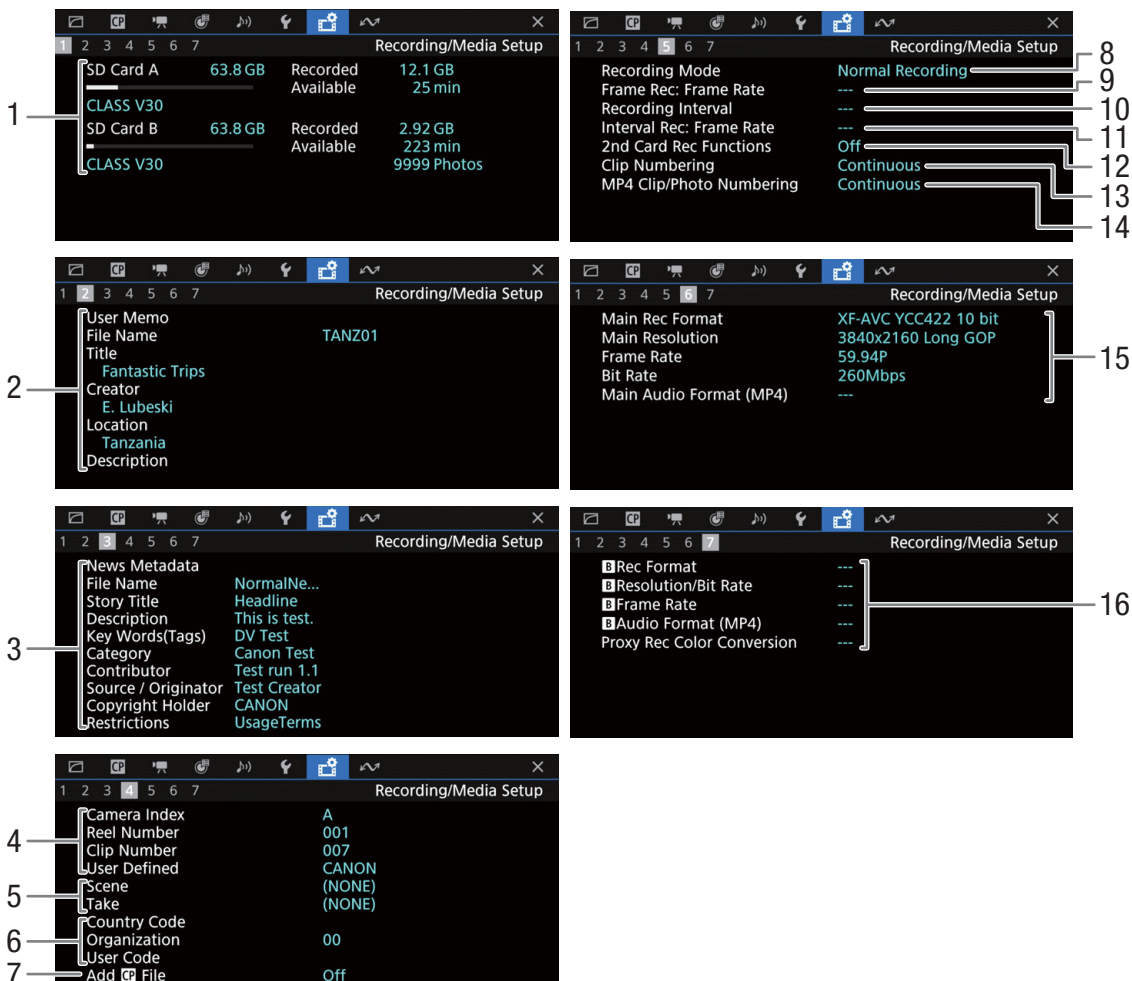 CP
1 2 3 4 5 6 7 Recording/Media Setup
SD Card A 63.8 GB Recorded 12.1 GB
Available 25 min
CLASS V30
SD Card B 63.8 GB Recorded 2.92 GB
Available 223 min
CLASS V30 9999 Photos
1
CP
1 2 3 4 5 6 7 Recording/Media Setup
User Memo
File Name TANZ01
Title
Fantastic Trips
Creator
E. Lubeski
Location
Tanzania
Description
2
CP
1 2 3 4 5 6 7 Recording/Media Setup
News Metadata
File Name NormalNe...
Story Title Headline
Description This is test.
Key Words(Tags) DV Test
Category Canon Test
Contributor Test run 1.1
Source / Originator Test Creator
Copyright Holder CANON
Restrictions UsageTerms
3
CP
1 2 3 4 5 6 7 Recording/Media Setup
Camera Index A
Reel Number 001
Clip Number 007
User Defined CANON
4
Scene (NONE)
Take (NONE)
5
Country Code
Organization 00
User Code
6
7 Add CP File Off
CP
1 2 3 4 5 6 7 Recording/Media Setup
Recording Mode Normal Recording 8
Frame Rec: Frame Rate --- 9
Recording Interval --- 10
Interval Rec: Frame Rate --- 11
2nd Card Rec Functions Off 12
Clip Numbering Continuous 13
MP4 Clip/Photo Numbering Continuous 14
CP
1 2 3 4 5 6 7 Recording/Media Setup
Main Rec Format XF-AVC YCC422 10 bit
Main Resolution 3840x2160 Long GOP
Frame Rate 59.94P
Bit Rate 260Mbps
Main Audio Format (MP4) ---
15
CP
1 2 3 4 5 6 7 Recording/Media Setup
B Rec Format ---
B Resolution/Bit Rate ---
B Frame Rate ---
B Audio Format (MP4) ---
Proxy Rec Color Conversion ---
16